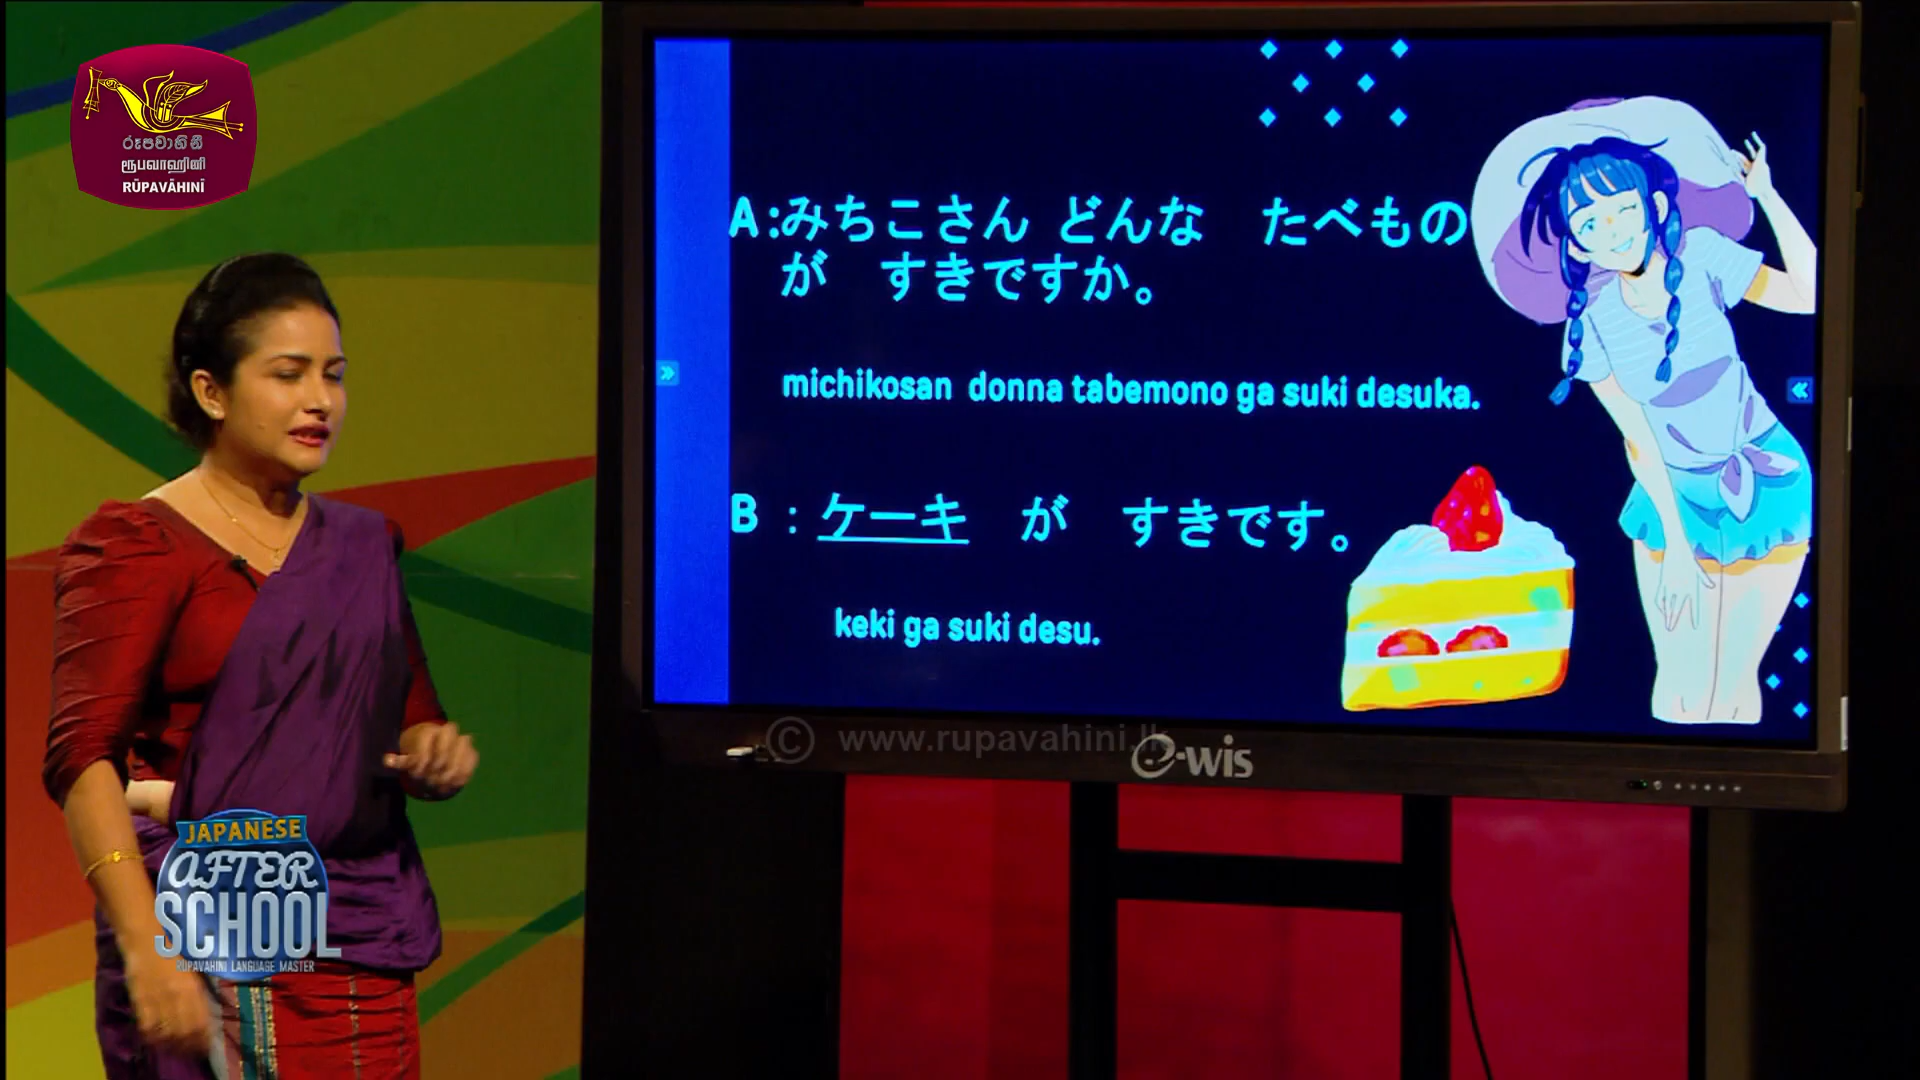 රූපවාහිනී
ரூபவாஹினி
RŪPAVĀHINĪ
A:みちこさん どんな たべもの
が すきですか。
michikosan donna tabemono ga suki desuka.
B : ケーキ が すきです。
keki ga suki desu.
© www.rupavahini.lk
e-wis
JAPANESE
AFTER
SCHOOL
RUPAVAHINI LANGUAGE MASTER